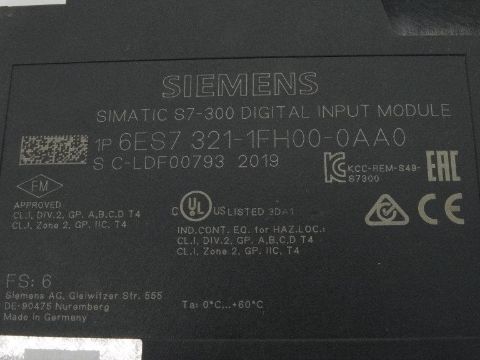 SIEMENS
SIMATIC S7-300 DIGITAL INPUT MODULE
1P 6ES7 321-1FH00-0AA0
S C-LDF00793 2019
FM
APPROVED
CL.I, DIV.2, GP. A,B,C,D T4
CL.I, Zone 2, GP. IIC, T4
C UL US LISTED 3DA1
IND.CONT. EQ. for HAZ.LOC.:
CL.I, DIV.2, GP. A,B,C,D T4
CL.I, Zone 2, GP. IIC, T4
KCC-REM-S49-
S7300
EAC
FS: 6
Siemens AG, Gleiwitzer Str. 555
DE-90475 Nuremberg
Made in Germany
Ta: 0°C...+60°C